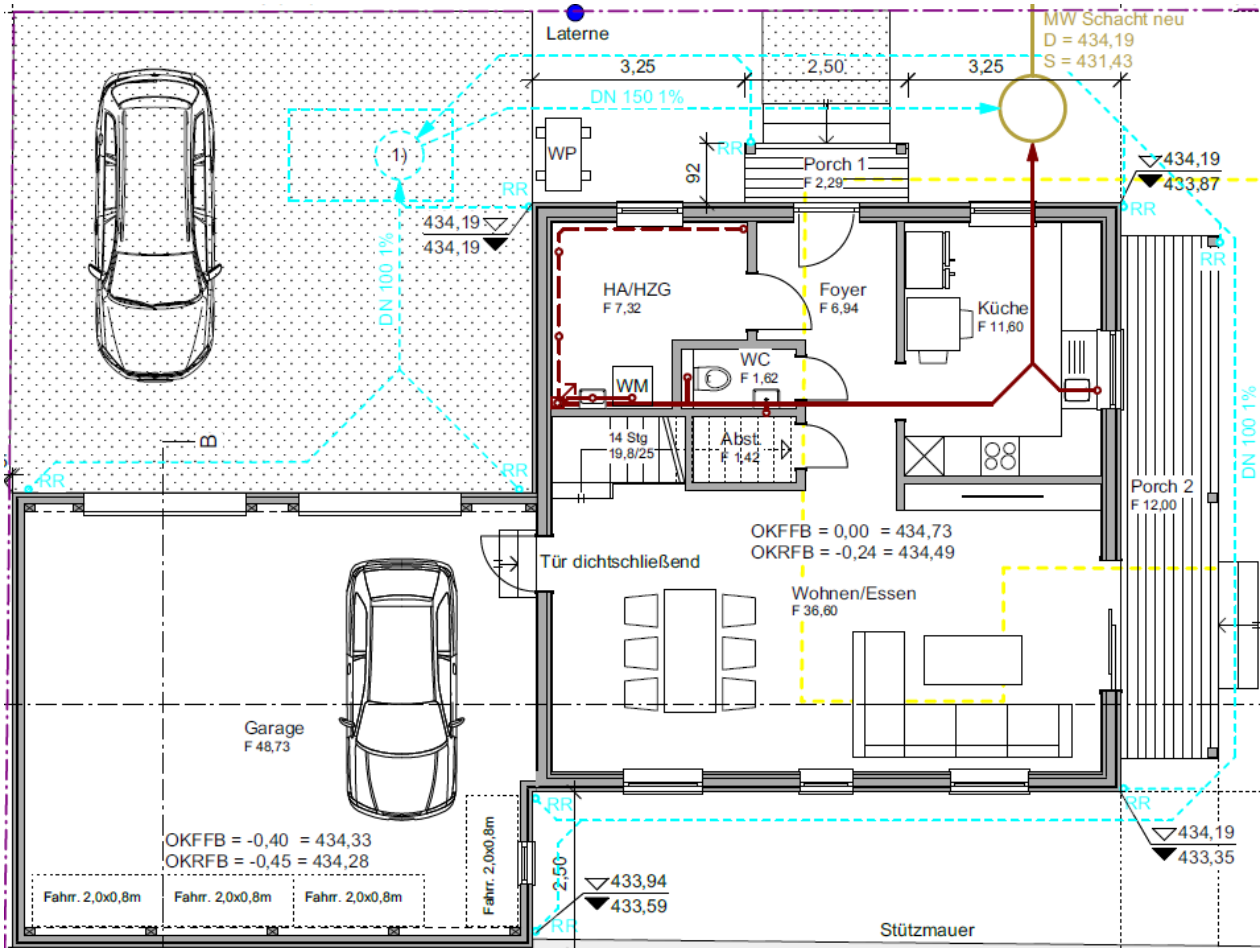 Laterne
MW Schacht neu
D = 434,19
S = 431,43
3,25
2,50
3,25
DN 150 1%
1)
WP
RR
92
Porch 1
F 2,29
434,19
433,87
RR
RR
434,19
434,19
RR
DN 100 1%
HA/HZG
F 7,32
Foyer
F 6,94
Küche
F 11,60
WC
F 1,62
WM
B
14 Stg
19,8/25
Abst.
F 1,42
RR
RR
Porch 2
F 12,00
DN 100 1%
OKFFB = 0,00 = 434,73
OKRFB = -0,24 = 434,49
Tür dichtschließend
Wohnen/Essen
F 36,60
Garage
F 48,73
RR
RR
OKFFB = -0,40 = 434,33
OKRFB = -0,45 = 434,28
434,19
433,35
2,50
433,94
433,59
Fahrr. 2,0x0,8m
Fahrr. 2,0x0,8m
Fahrr. 2,0x0,8m
Fahrr. 2,0x0,8m
RR
Stützmauer